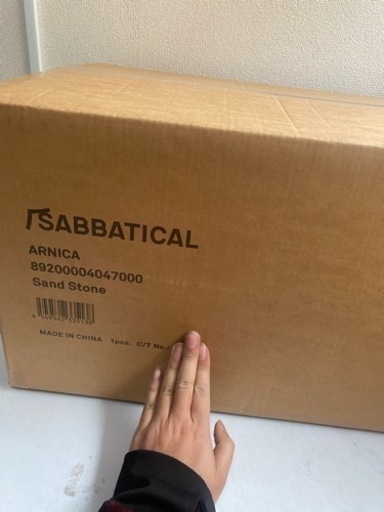 SABBATICAL
ARNICA
89200004047000
Sand Stone
MADE IN CHINA 1pcs. C/T No.